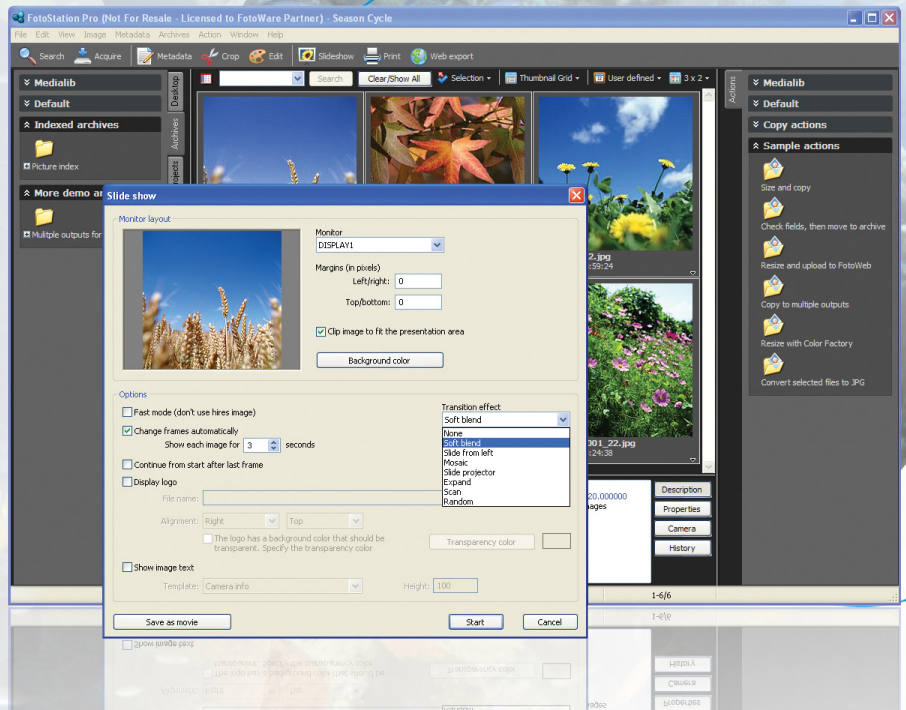 FotoStation Pro (Not For Resale - Licensed to FotoWare Partner) - Season Cycle
File Edit View Image Metadata Archives Action Window Help
Search Acquire Metadata Crop Edit Slideshow Print Web export
Medialib
Default
Indexed archives
Picture index
More demo ar
Mulitple outputs for
Desktop
Archives
rojects
Search Clear/Show All Selection Thumbnail Grid User defined 3 x 2
2.jpg
:59:24
001_22.jpg
:24:38
20.000000
ages
Description
Properties
Camera
History
1-6/6
Actions
Medialib
Default
Copy actions
Sample actions
Size and copy
Check fields, then move to archive
Resize and upload to FotoWeb
Copy to multiple outputs
Resize with Color Factory
Convert selected files to JPG
Slide show
Monitor layout
Monitor
DISPLAY1
Margins (in pixels)
Left/right: 0
Top/bottom: 0
Clip image to fit the presentation area
Background color
Options
Fast mode (don't use hires image)
Change frames automatically
Show each image for 3 seconds
Continue from start after last frame
Display logo
File name:
Alignment: Right Top
The logo has a background color that should be
transparent. Specify the transparency color
Transparency color
Show image text
Template: Camera info Height: 100
Transition effect
Soft blend
None
Soft blend
Slide from left
Mosaic
Slide projector
Expand
Scan
Random
Save as movie Start Cancel